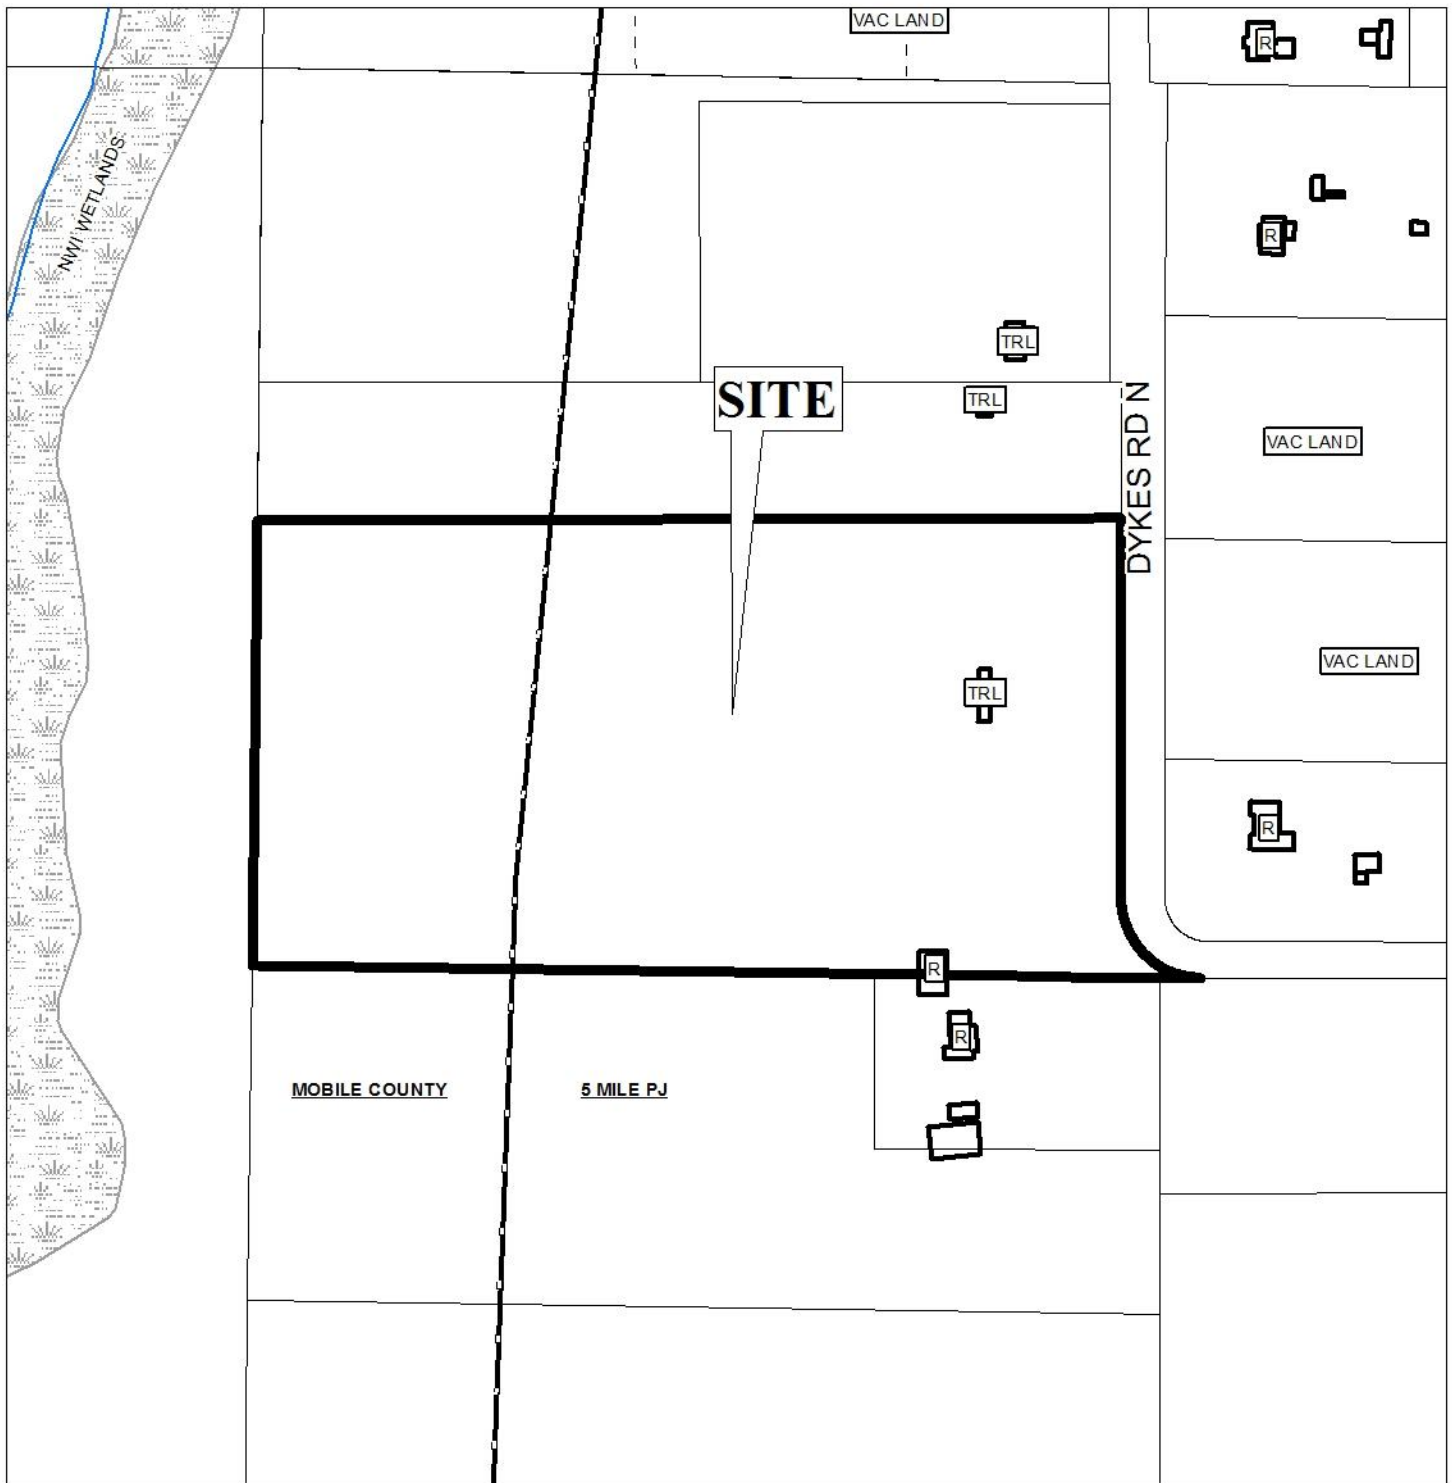 VAC LAND
R
NWI WETLANDS
R
TRL
SITE
TRL
DYKES RD N
VAC LAND
VAC LAND
TRL
R
R
R
MOBILE COUNTY
5 MILE PJ